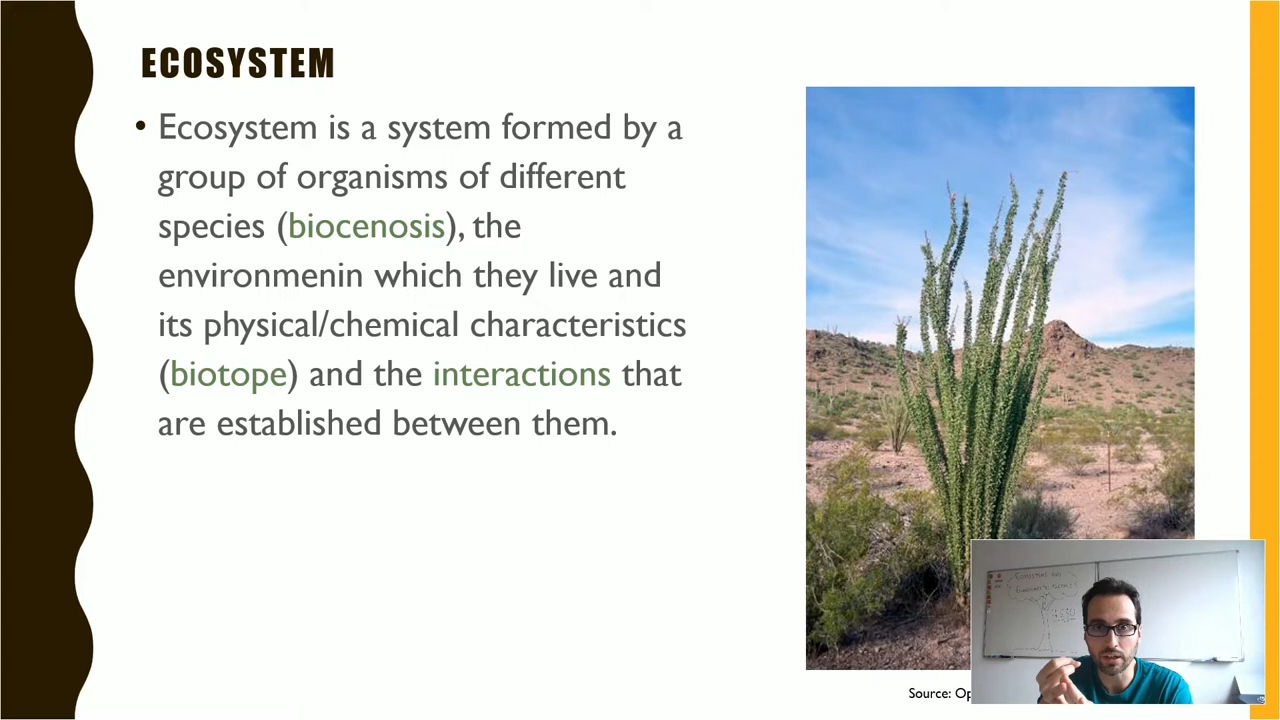 ECOSYSTEM
• Ecosystem is a system formed by a
group of organisms of different
species (biocenosis), the
environmenin which they live and
its physical/chemical characteristics
(biotope) and the interactions that
are established between them.
Source: